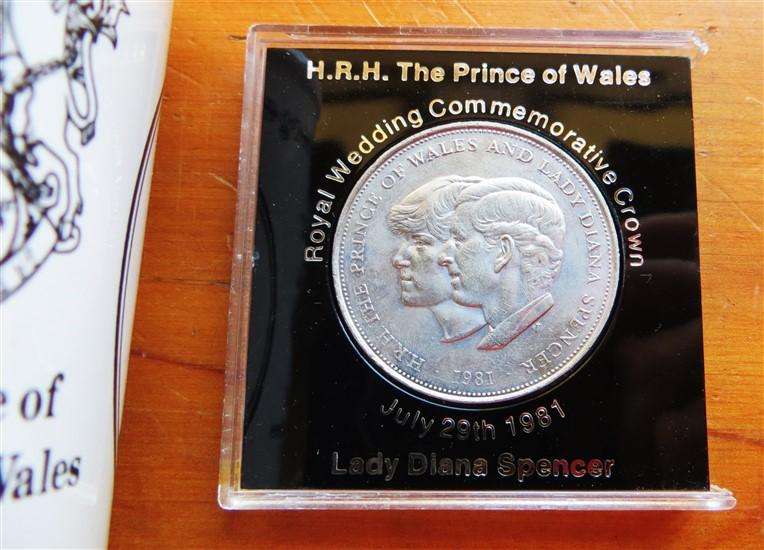 H.R.H. The Prince of Wales
Royal Wedding Commemorative Crown
H.R.H. THE PRINCE OF WALES AND LADY DIANA SPENCER
1981
July 29th 1981
Lady Diana Spencer
of
Wales